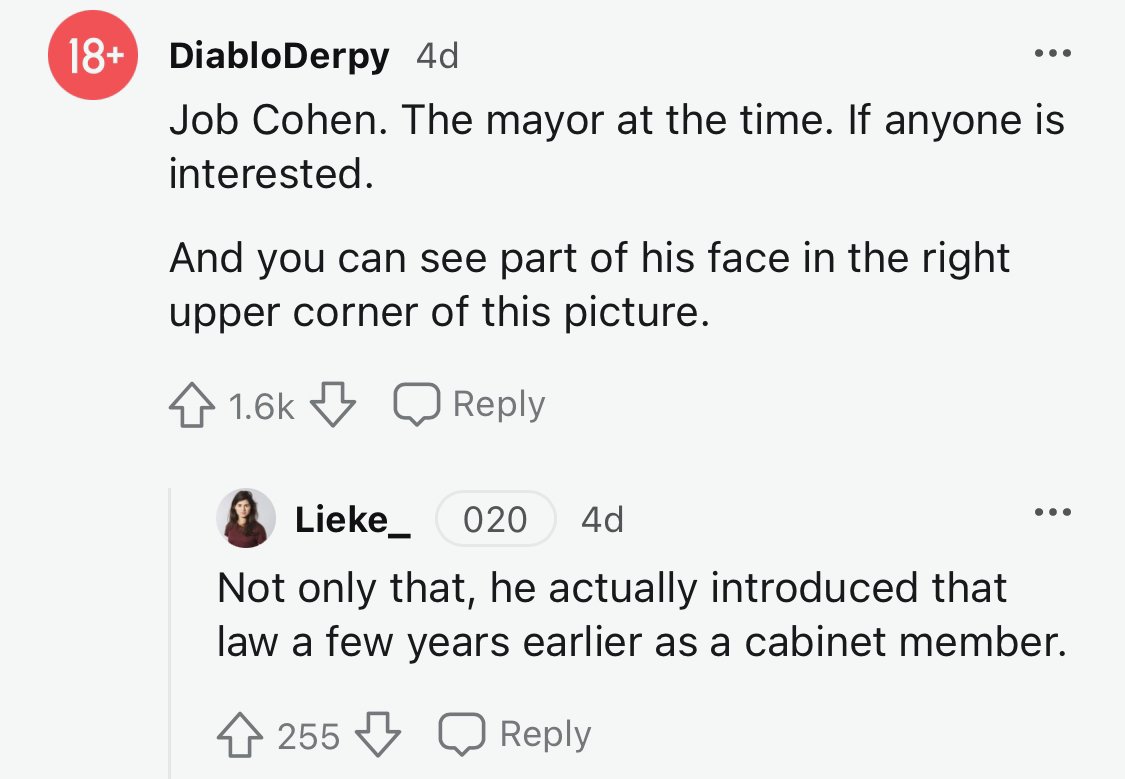 18+
DiabloDerpy 4d
Job Cohen. The mayor at the time. If anyone is
interested.
And you can see part of his face in the right
upper corner of this picture.
1.6k Reply
Lieke_ 020 4d
Not only that, he actually introduced that
law a few years earlier as a cabinet member.
255 Reply